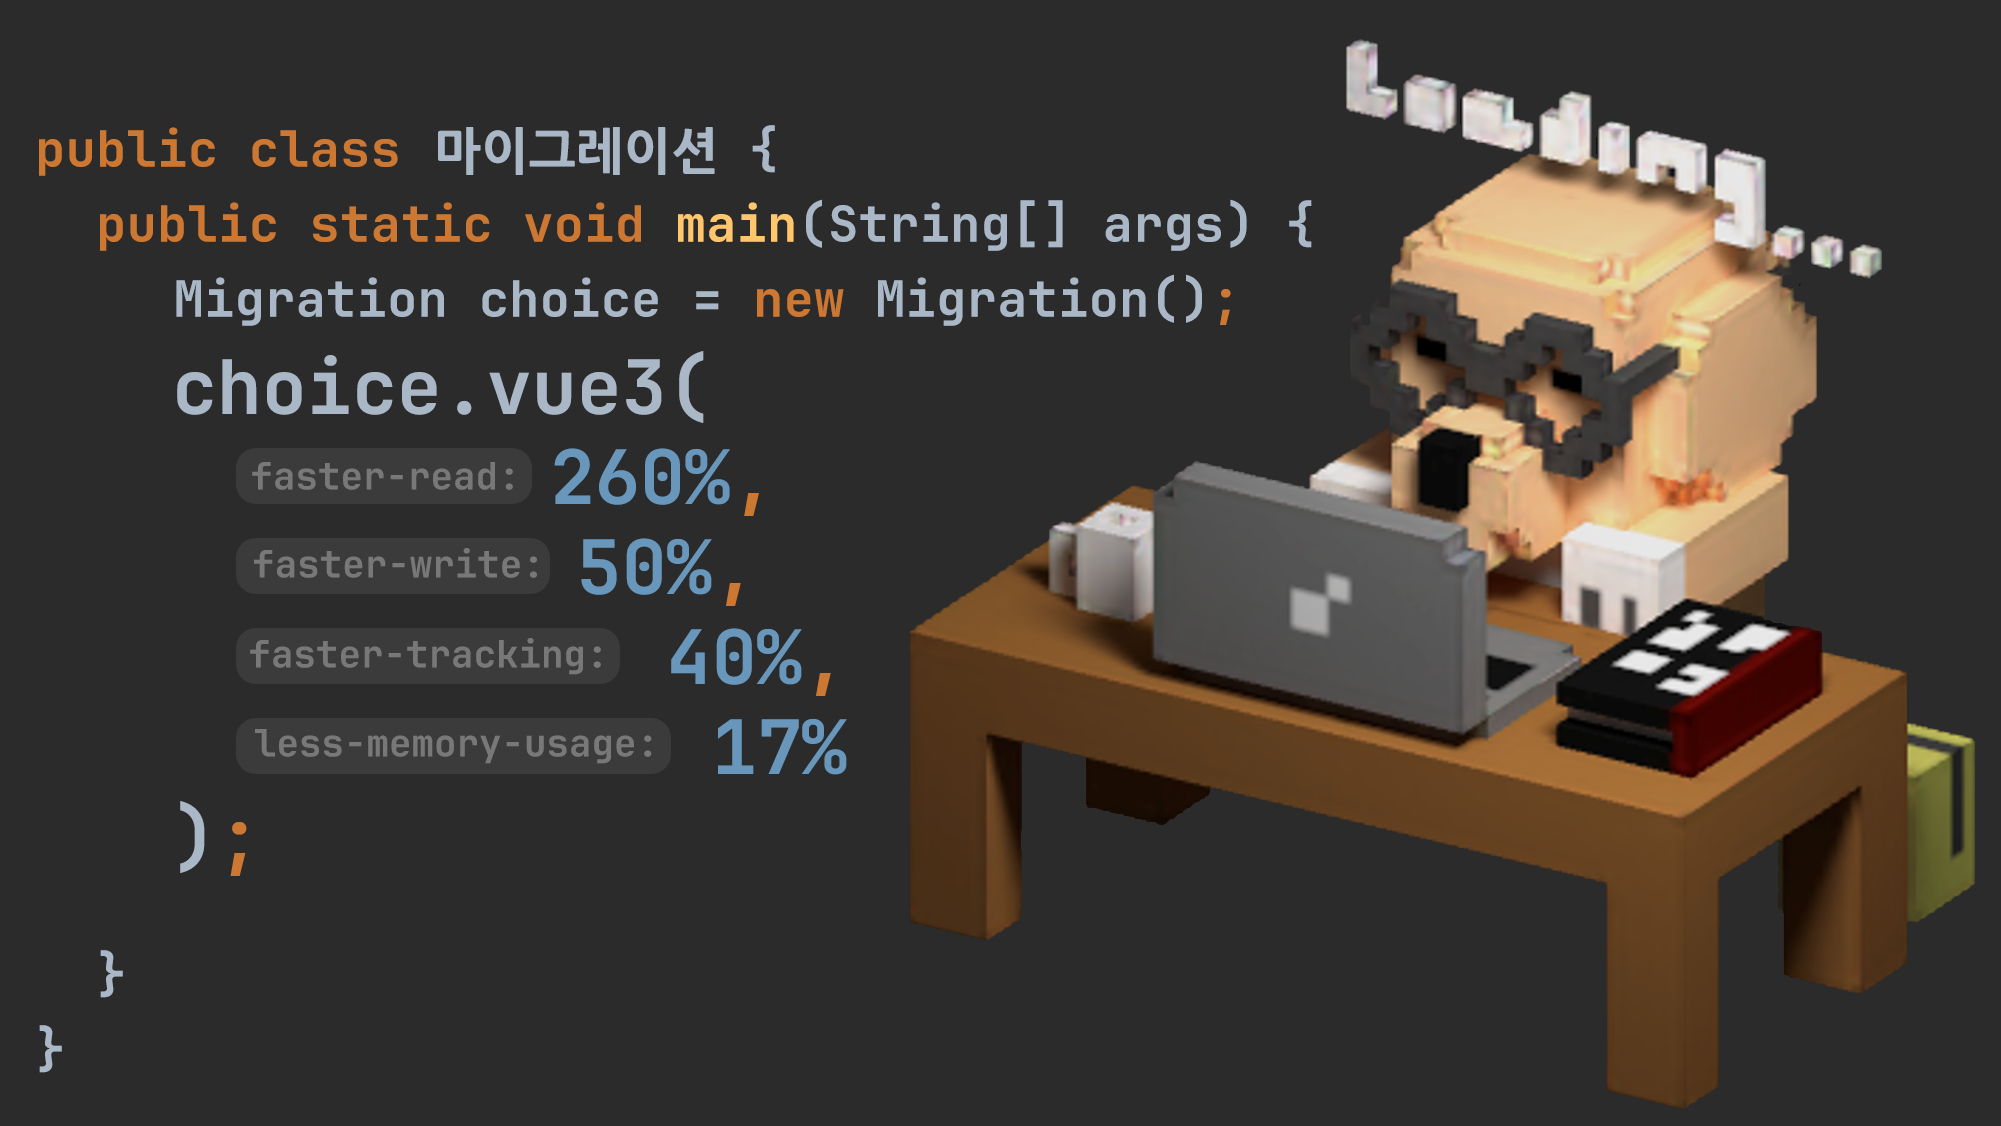 Loading...
public class 마이그레이션 {
public static void main(String[] args) {
Migration choice = new Migration();
choice.vue3(
faster-read: 260%,
faster-write: 50%,
faster-tracking: 40%,
less-memory-usage: 17%
);
}
}